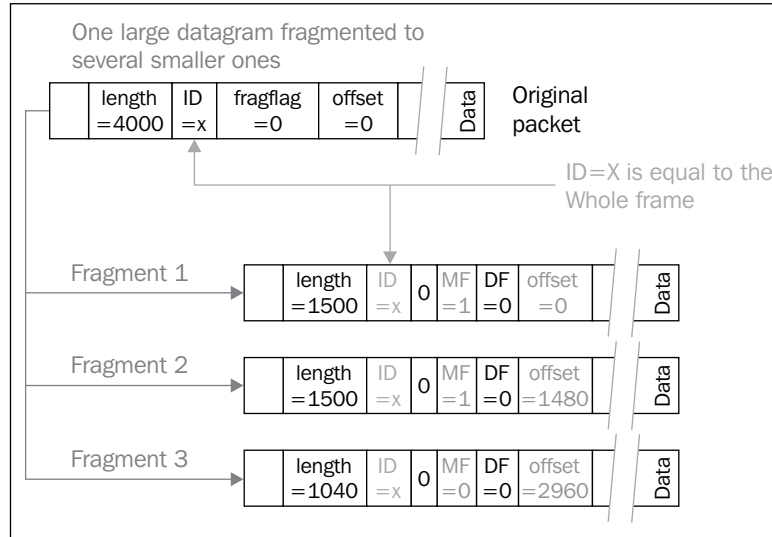 One large datagram fragmented to
several smaller ones
length
=4000
ID
=x
fragflag
=0
offset
=0
Data
Original
packet
ID=X is equal to the
Whole frame
Fragment 1
length
=1500
ID
=x
0
MF
=1
DF
=0
offset
=0
Data
Fragment 2
length
=1500
ID
=x
0
MF
=1
DF
=0
offset
=1480
Data
Fragment 3
length
=1040
ID
=x
0
MF
=0
DF
=0
offset
=2960
Data